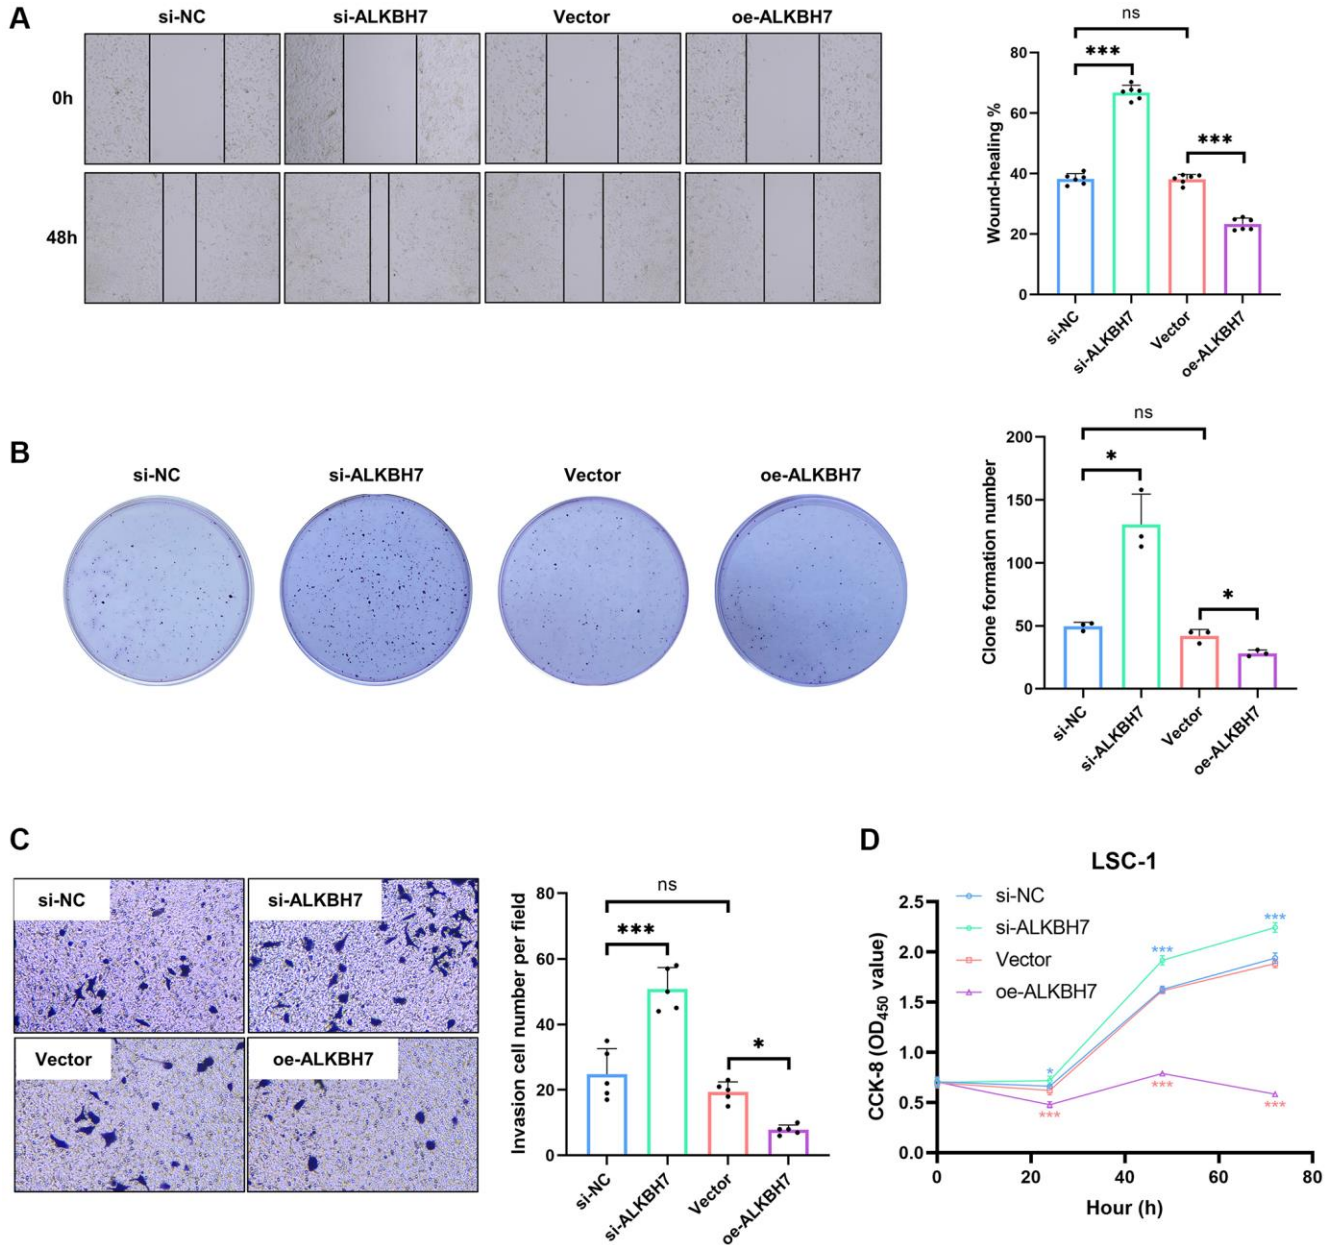 A
si-NC
si-ALKBH7
Vector
oe-ALKBH7
0h
48h
ns
***
***
Wound-healing %
80
60
40
20
0
si-NC
si-ALKBH7
Vector
oe-ALKBH7
B
si-NC
si-ALKBH7
Vector
oe-ALKBH7
ns
*
*
Clone formation number
200
150
100
50
0
si-NC
si-ALKBH7
Vector
oe-ALKBH7
C
si-NC
si-ALKBH7
Vector
oe-ALKBH7
ns
***
*
Invasion cell number per field
80
60
40
20
0
si-NC
si-ALKBH7
Vector
oe-ALKBH7
D
LSC-1
si-NC
si-ALKBH7
Vector
oe-ALKBH7
CCK-8 (OD450 value)
2.5
2.0
1.5
1.0
0.5
0.0
*
***
***
***
***
***
0 20 40 60 80
Hour (h)